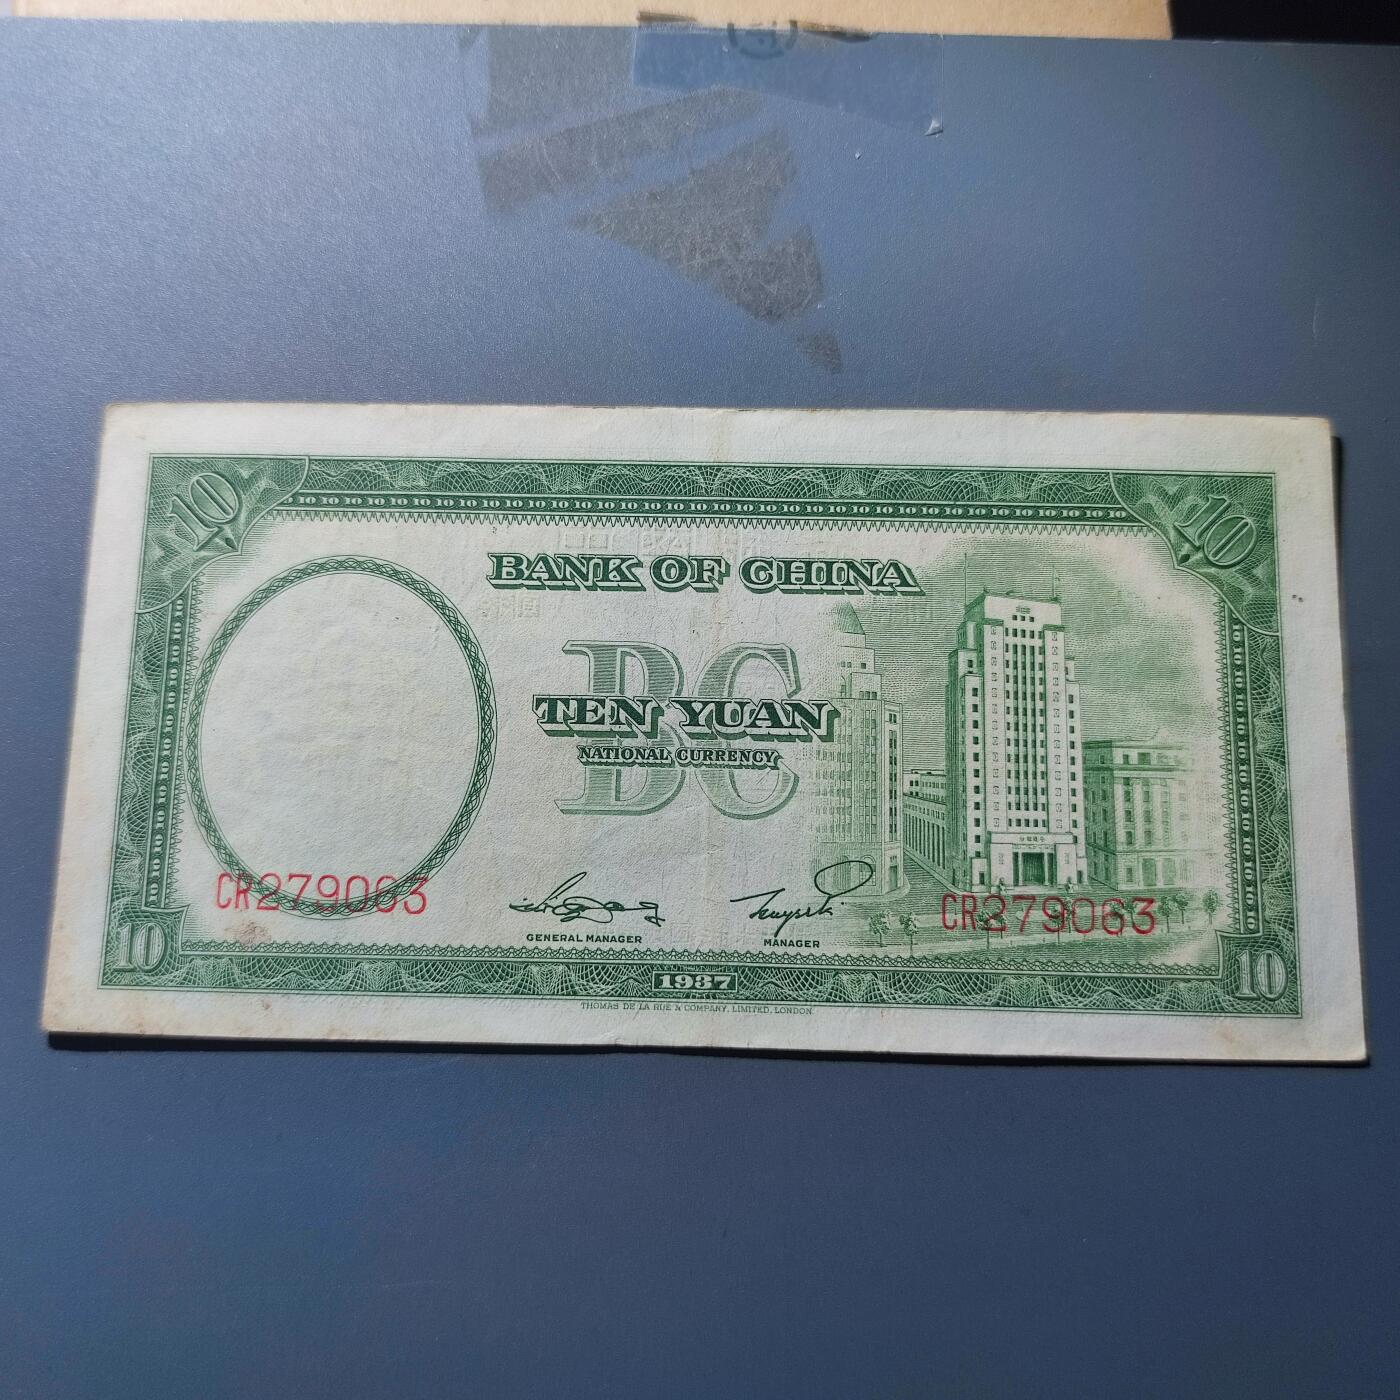 10
10
BANK OF CHINA
BC
TEN YUAN
NATIONAL CURRENCY
CR279063
CR279063
GENERAL MANAGER
MANAGER
10
10
1937
THOMAS DE LA RUE & COMPANY, LIMITED, LONDON.